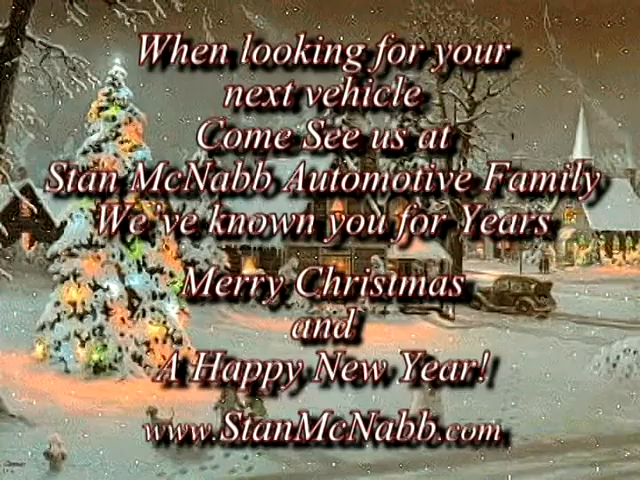 When looking for your
next vehicle
Come See us at
Stan McNabb Automotive Family
We've known you for Years
Merry Christmas
and
A Happy New Year!
www.StanMcNabb.com